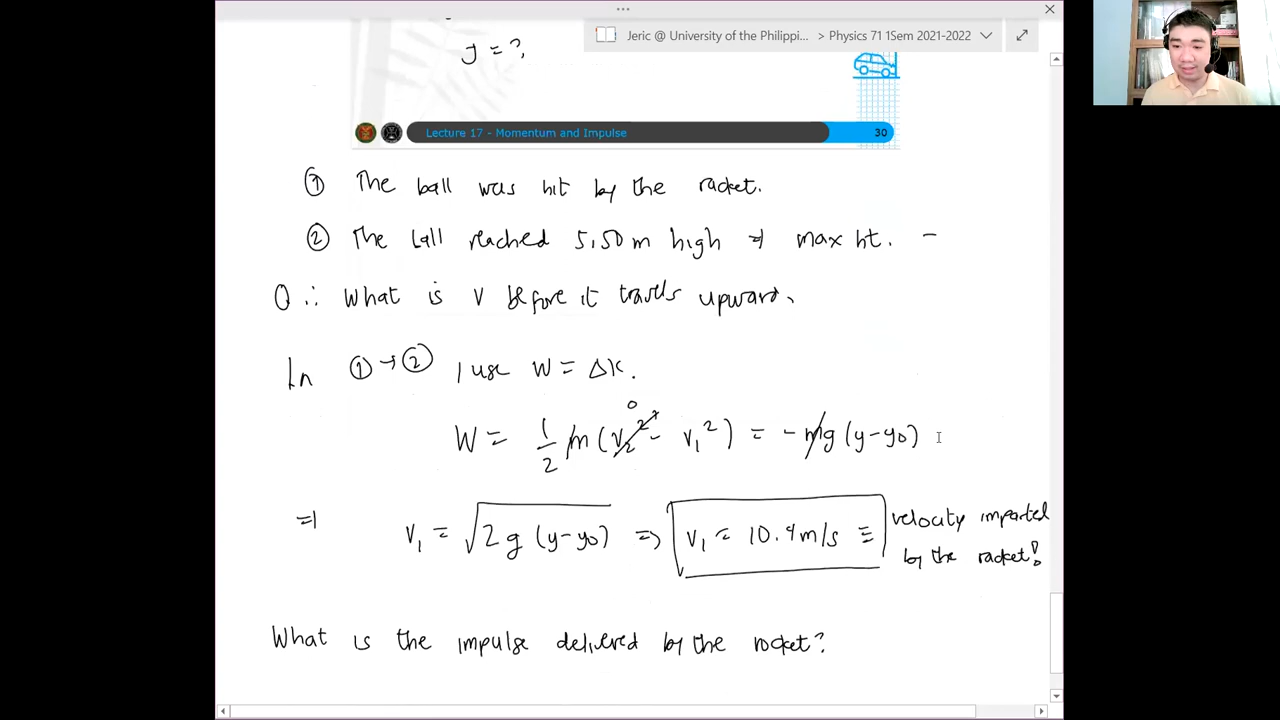 Jeric @ University of the Philippi... > Physics 71 1Sem 2021-2022
J = ?
Lecture 17 - Momentum and Impulse 30
① The ball was hit by the racket.
② The ball reached 5.50 m high ⇒ max ht. –
Q ∴ What is v before it travels upward.
In ① → ② I use W = ΔK.
W = 1/2 m (v₂² 0 - v₁²) = - mg (y-y₀)
⇒ v₁ = √2g (y-y₀) ⇒ v₁ = 10.4 m/s ≡ velocity imparted
by the racket!
What is the impulse delivered by the rocket?